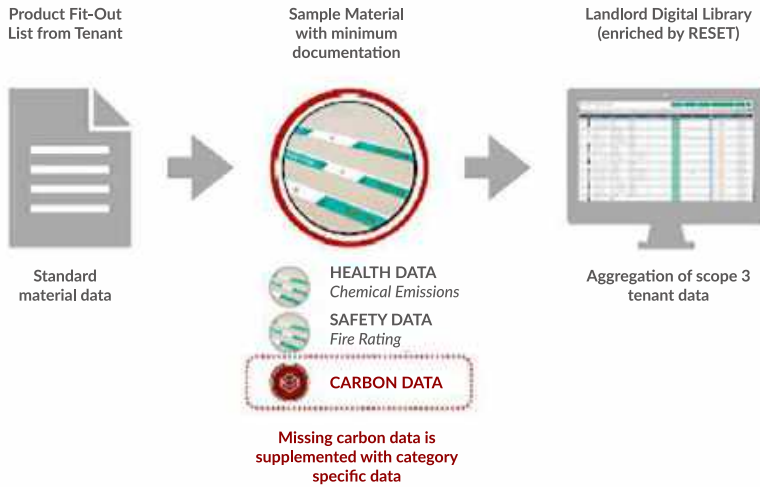 Product Fit-Out
List from Tenant
Sample Material
with minimum
documentation
Landlord Digital Library
(enriched by RESET)
Standard
material data
HEALTH DATA
Chemical Emissions
SAFETY DATA
Fire Rating
CARBON DATA
Missing carbon data is
supplemented with category
specific data
Aggregation of scope 3
tenant data